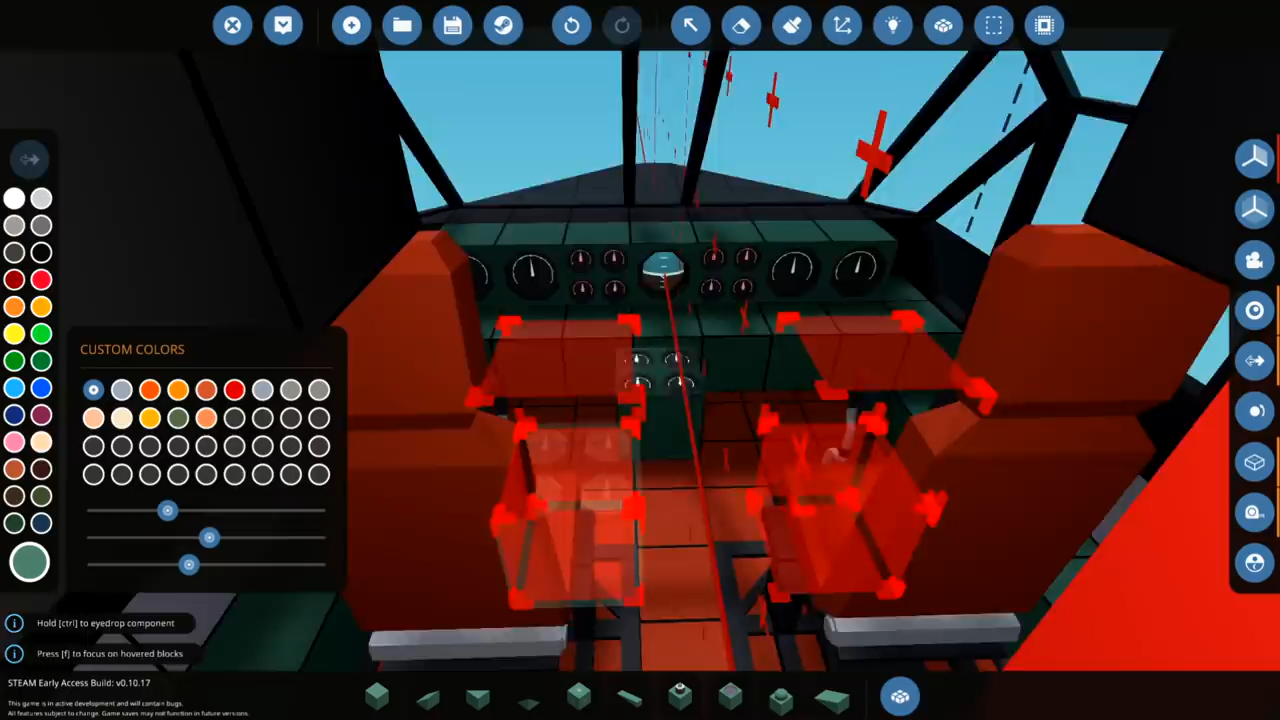 CUSTOM COLORS
Hold [ctrl] to eyedrop component
Press [f] to focus on hovered blocks
STEAM Early Access Build: v0.10.17
This game is in active development and will contain bugs.
All features subject to change. Game saves may not function in future versions.